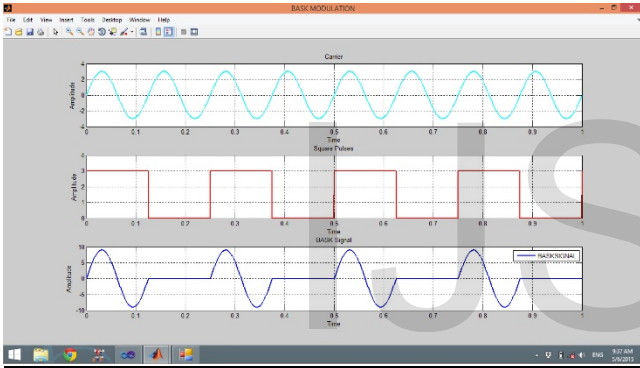 BASK MODULATION
File Edit View Insert Tools Desktop Window Help
Carrier
4
2
0
-2
-4
Amplitude
0 0.1 0.2 0.3 0.4 0.5 0.6 0.7 0.8 0.9 1
Time
Square Pulses
4
3
2
1
0
Amplitude
0 0.1 0.2 0.3 0.4 0.5 0.6 0.7 0.8 0.9 1
Time
BASK Signal
10
5
0
-5
-10
Amplitude
BASKSIGNAL
0 0.1 0.2 0.3 0.4 0.5 0.6 0.7 0.8 0.9 1
Time
IJS
ENG
9:37 AM
3/6/2013